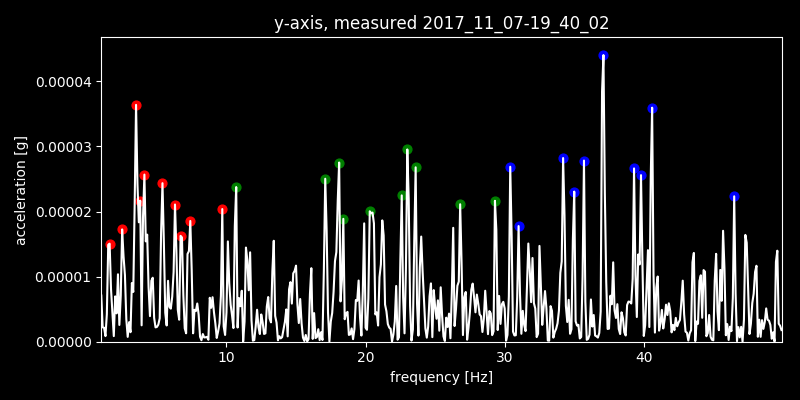 y-axis, measured 2017_11_07-19_40_02
0.00004
0.00003
0.00002
0.00001
0.00000
acceleration [g]
10 20 30 40
frequency [Hz]